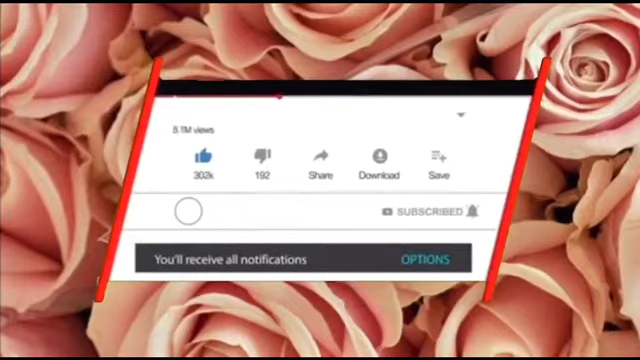 8.1M views
302k 192 Share Download Save
SUBSCRIBED
You'll receive all notifications OPTIONS